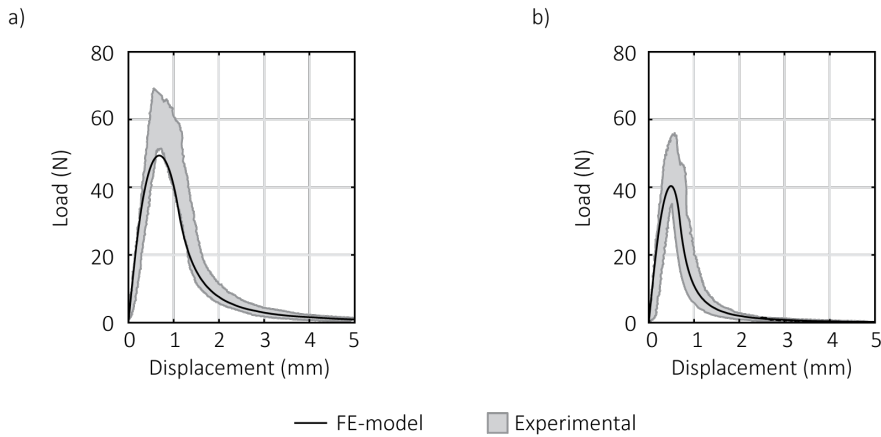 a)
80
60
40
20
0
Load (N)
0 1 2 3 4 5
Displacement (mm)
b)
80
60
40
20
0
Load (N)
0 1 2 3 4 5
Displacement (mm)
FE-model
Experimental